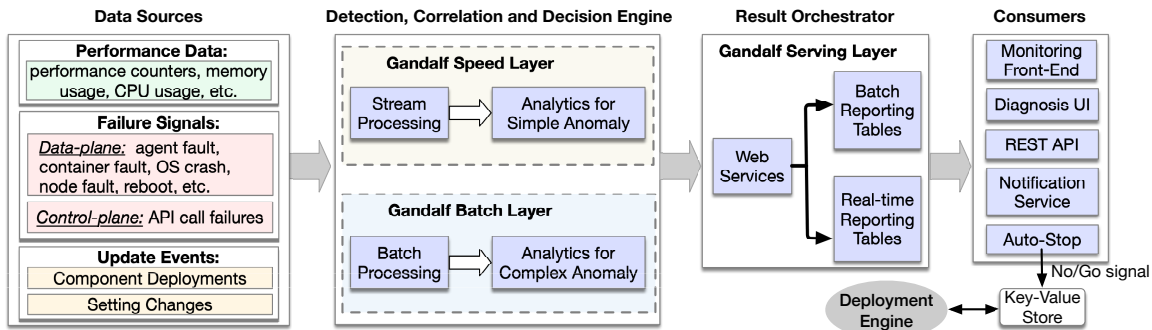 Data Sources
Performance Data:
performance counters, memory
usage, CPU usage, etc.
Failure Signals:
Data-plane: agent fault,
container fault, OS crash,
node fault, reboot, etc.
Control-plane: API call failures
Update Events:
Component Deployments
Setting Changes
Detection, Correlation and Decision Engine
Gandalf Speed Layer
Stream
Processing
Analytics for
Simple Anomaly
Gandalf Batch Layer
Batch
Processing
Analytics for
Complex Anomaly
Result Orchestrator
Gandalf Serving Layer
Web
Services
Batch
Reporting
Tables
Real-time
Reporting
Tables
Consumers
Monitoring
Front-End
Diagnosis UI
REST API
Notification
Service
Auto-Stop
No/Go signal
Key-Value
Store
Deployment
Engine